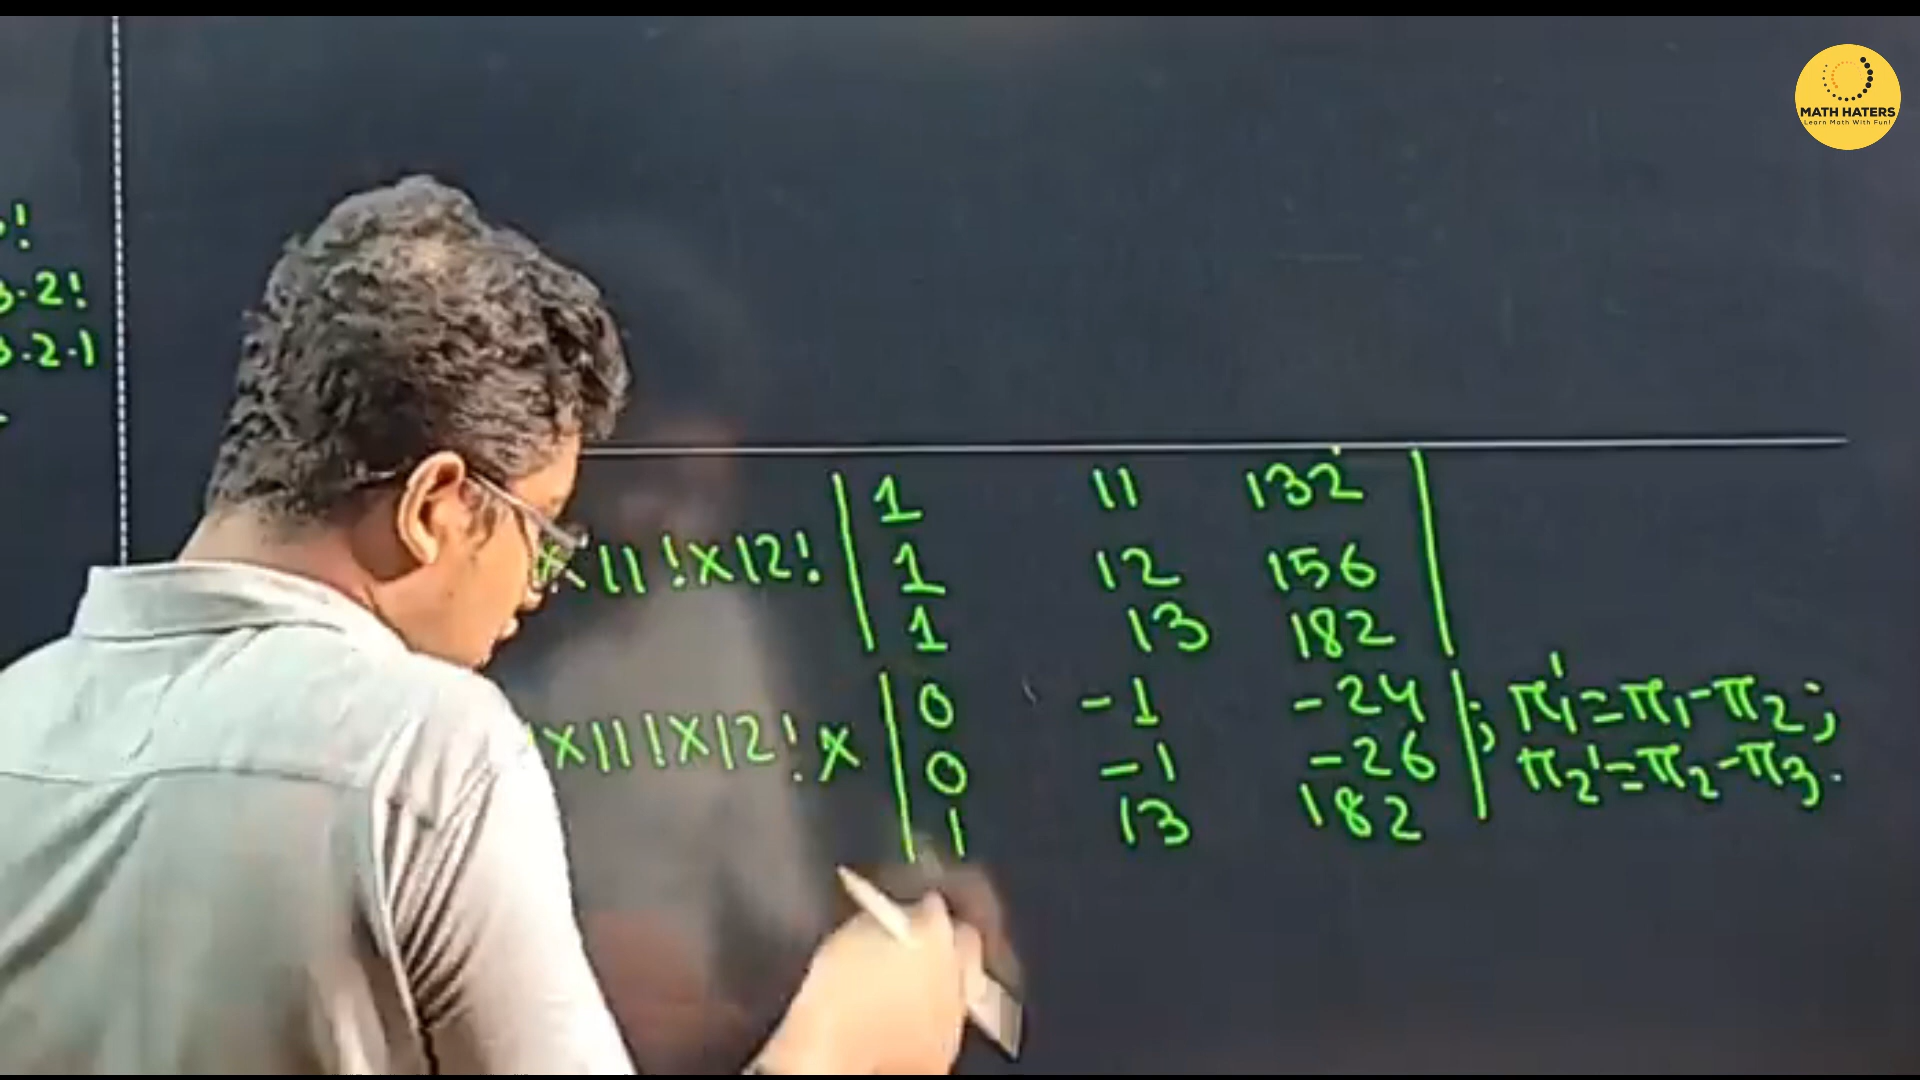 !
3.2!
3.2.1
MATH HATERS
Learn Math With Fun!
1 11 132
X 11! X 12! 1 12 156
1 13 182
0 -1 -24 ; r₁' = r₁ - r₂;
X 11! X 12! X 0 -1 -26 r₂' = r₂ - r₃.
1 13 182